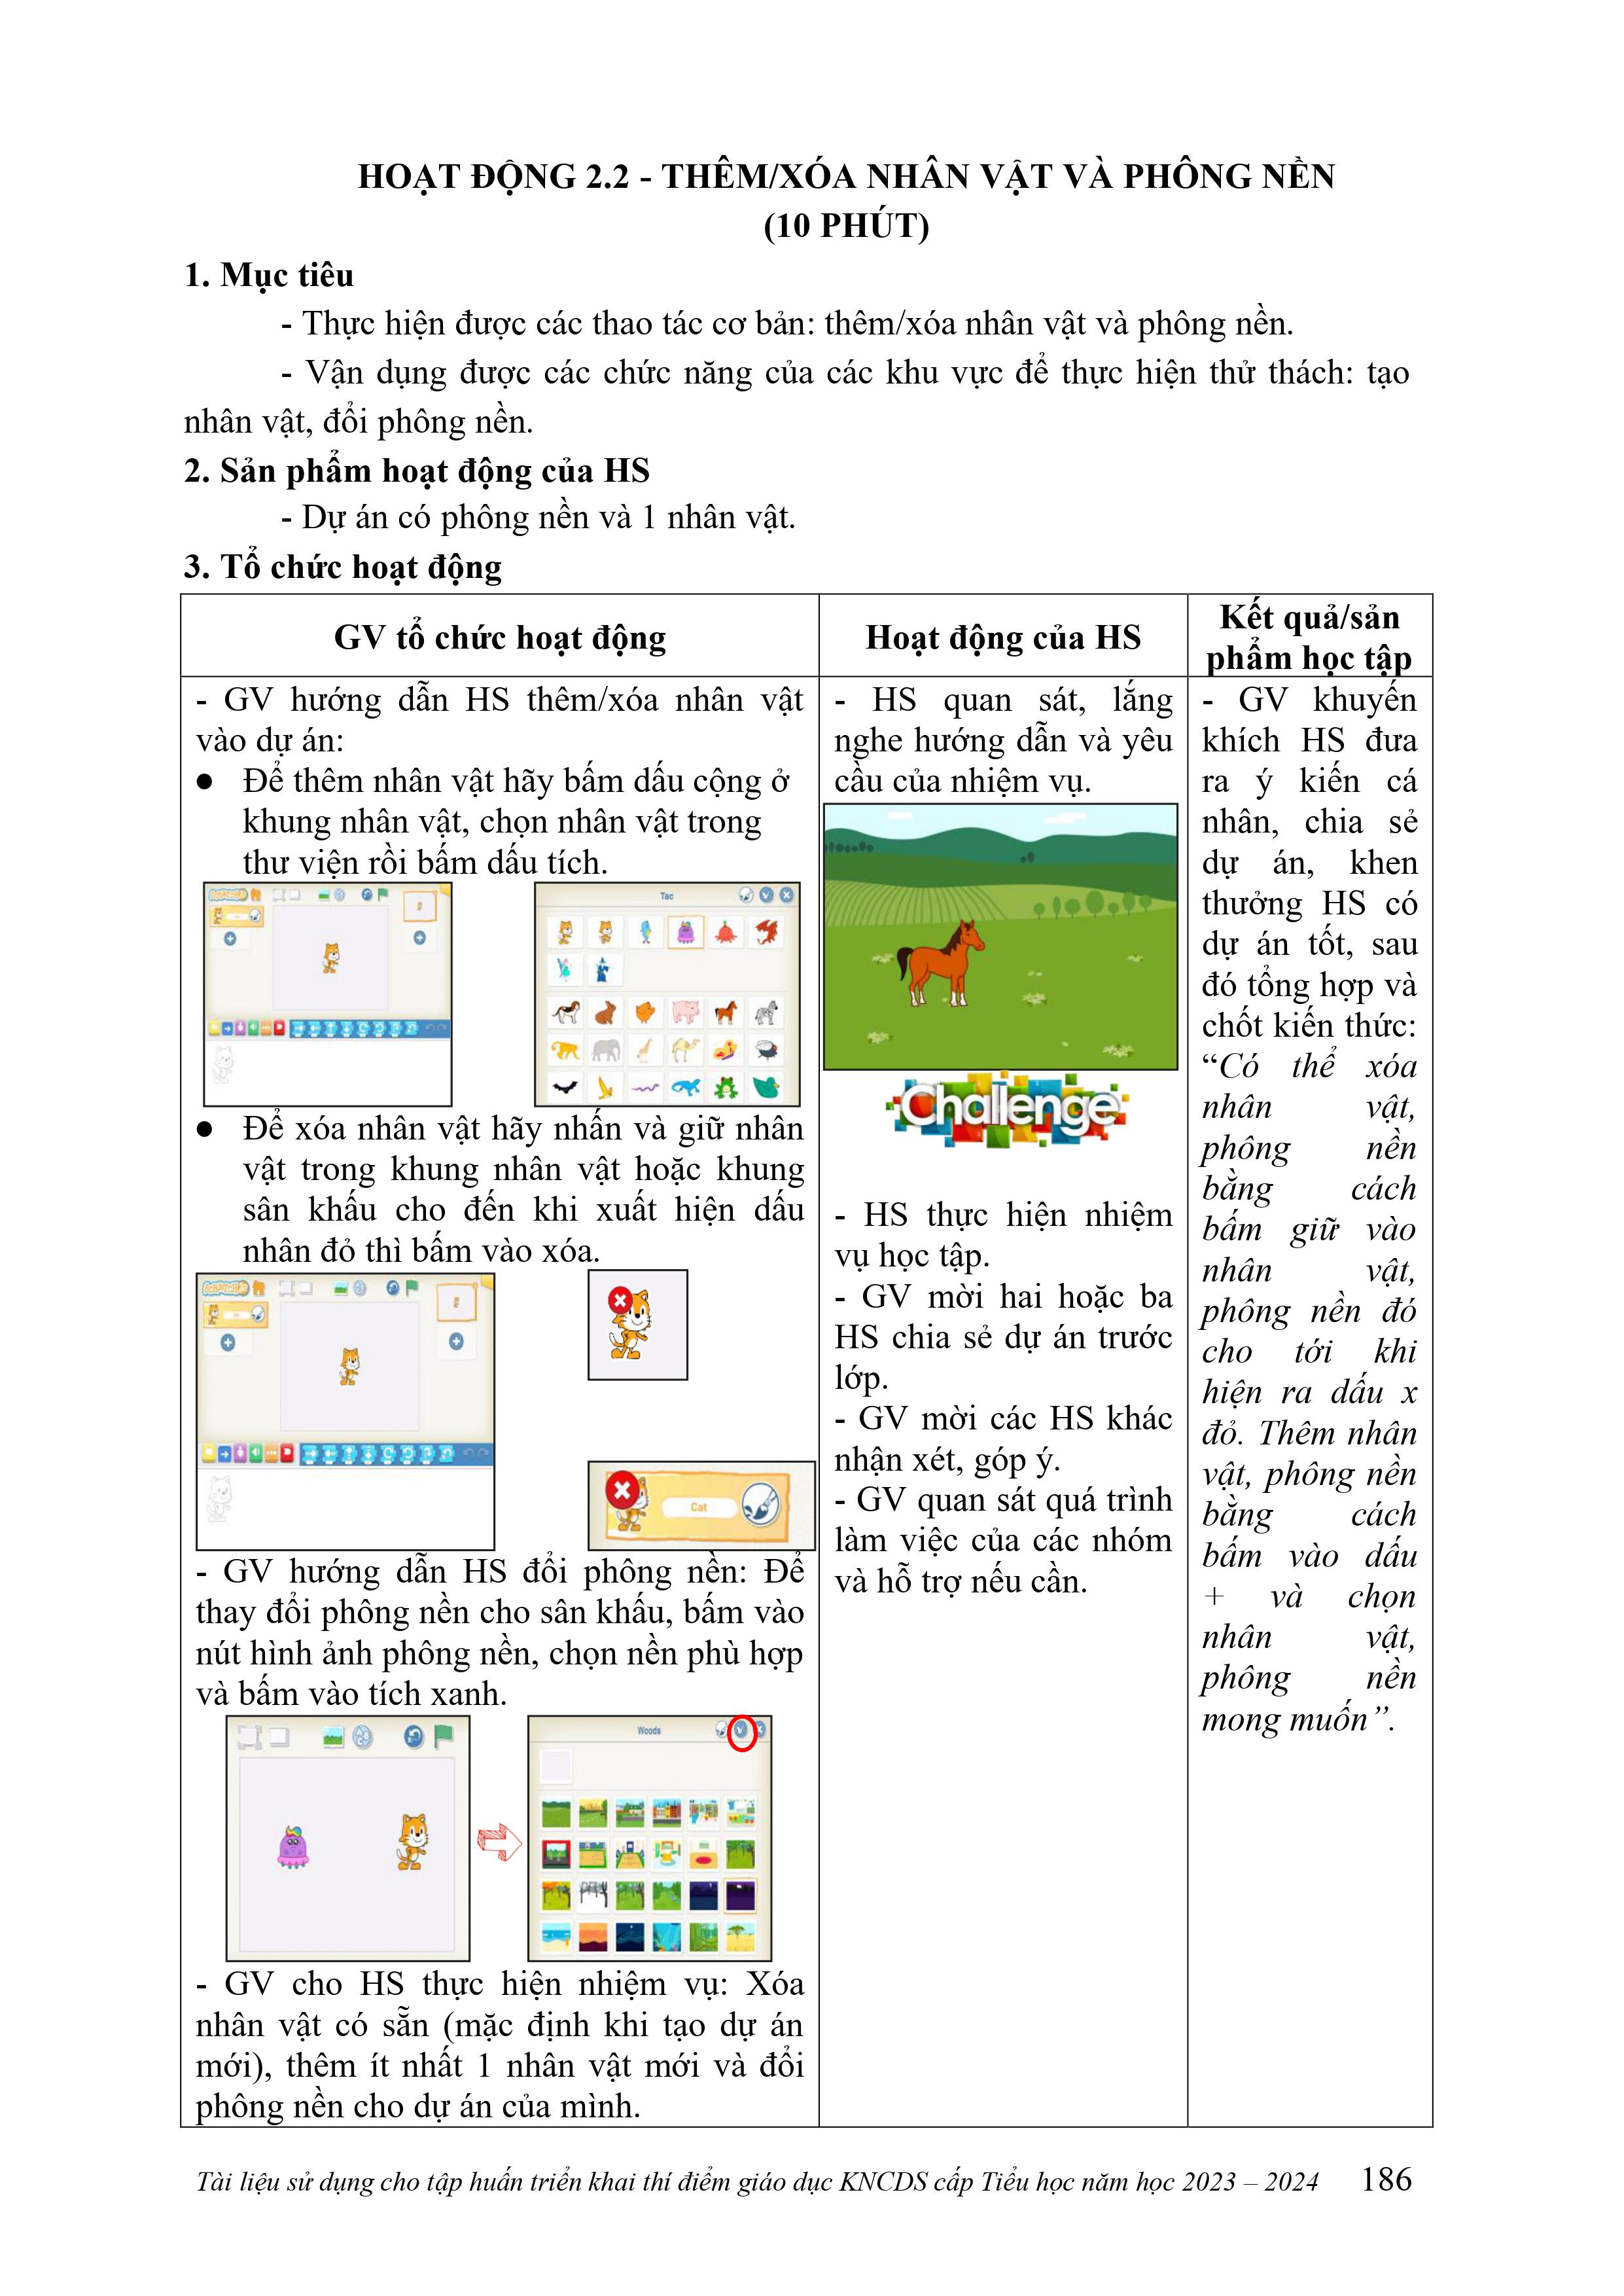 HOẠT ĐỘNG 2.2 - THÊM/XÓA NHÂN VẬT VÀ PHÔNG NỀN
(10 PHÚT)
1. Mục tiêu
- Thực hiện được các thao tác cơ bản: thêm/xóa nhân vật và phông nền.
- Vận dụng được các chức năng của các khu vực để thực hiện thử thách: tạo
nhân vật, đổi phông nền.
2. Sản phẩm hoạt động của HS
- Dự án có phông nền và 1 nhân vật.
3. Tổ chức hoạt động
GV tổ chức hoạt động
- GV hướng dẫn HS thêm/xóa nhân vật
vào dự án:
● Để thêm nhân vật hãy bấm dấu cộng ở
khung nhân vật, chọn nhân vật trong
thư viện rồi bấm dấu tích.
SCRATCH
Tac
● Để xóa nhân vật hãy nhấn và giữ nhân
vật trong khung nhân vật hoặc khung
sân khấu cho đến khi xuất hiện dấu
nhân đỏ thì bấm vào xóa.
SCRATCH
Cat
- GV hướng dẫn HS đổi phông nền: Để
thay đổi phông nền cho sân khấu, bấm vào
nút hình ảnh phông nền, chọn nền phù hợp
và bấm vào tích xanh.
Woods
- GV cho HS thực hiện nhiệm vụ: Xóa
nhân vật có sẵn (mặc định khi tạo dự án
mới), thêm ít nhất 1 nhân vật mới và đổi
phông nền cho dự án của mình.
Hoạt động của HS
- HS quan sát, lắng
nghe hướng dẫn và yêu
cầu của nhiệm vụ.
Challenge
- HS thực hiện nhiệm
vụ học tập.
- GV mời hai hoặc ba
HS chia sẻ dự án trước
lớp.
- GV mời các HS khác
nhận xét, góp ý.
- GV quan sát quá trình
làm việc của các nhóm
và hỗ trợ nếu cần.
Kết quả/sản
phẩm học tập
- GV khuyến
khích HS đưa
ra ý kiến cá
nhân, chia sẻ
dự án, khen
thưởng HS có
dự án tốt, sau
đó tổng hợp và
chốt kiến thức:
“Có thể xóa
nhân vật,
phông nền
bằng cách
bấm giữ vào
nhân vật,
phông nền đó
cho tới khi
hiện ra dấu x
đỏ. Thêm nhân
vật, phông nền
bằng cách
bấm vào dấu
+ và chọn
nhân vật,
phông nền
mong muốn”.
Tài liệu sử dụng cho tập huấn triển khai thí điểm giáo dục KNCDS cấp Tiểu học năm học 2023 – 2024 186